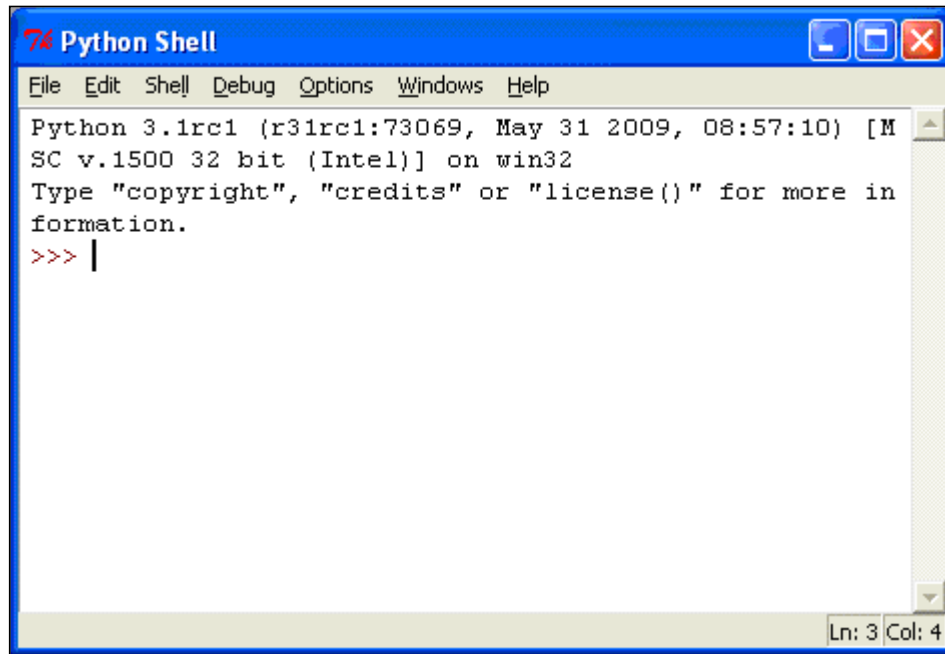 Python Shell
File Edit Shell Debug Options Windows Help
Python 3.1rc1 (r31rc1:73069, May 31 2009, 08:57:10) [M
SC v.1500 32 bit (Intel)] on win32
Type "copyright", "credits" or "license()" for more in
formation.
>>>
Ln: 3 Col: 4